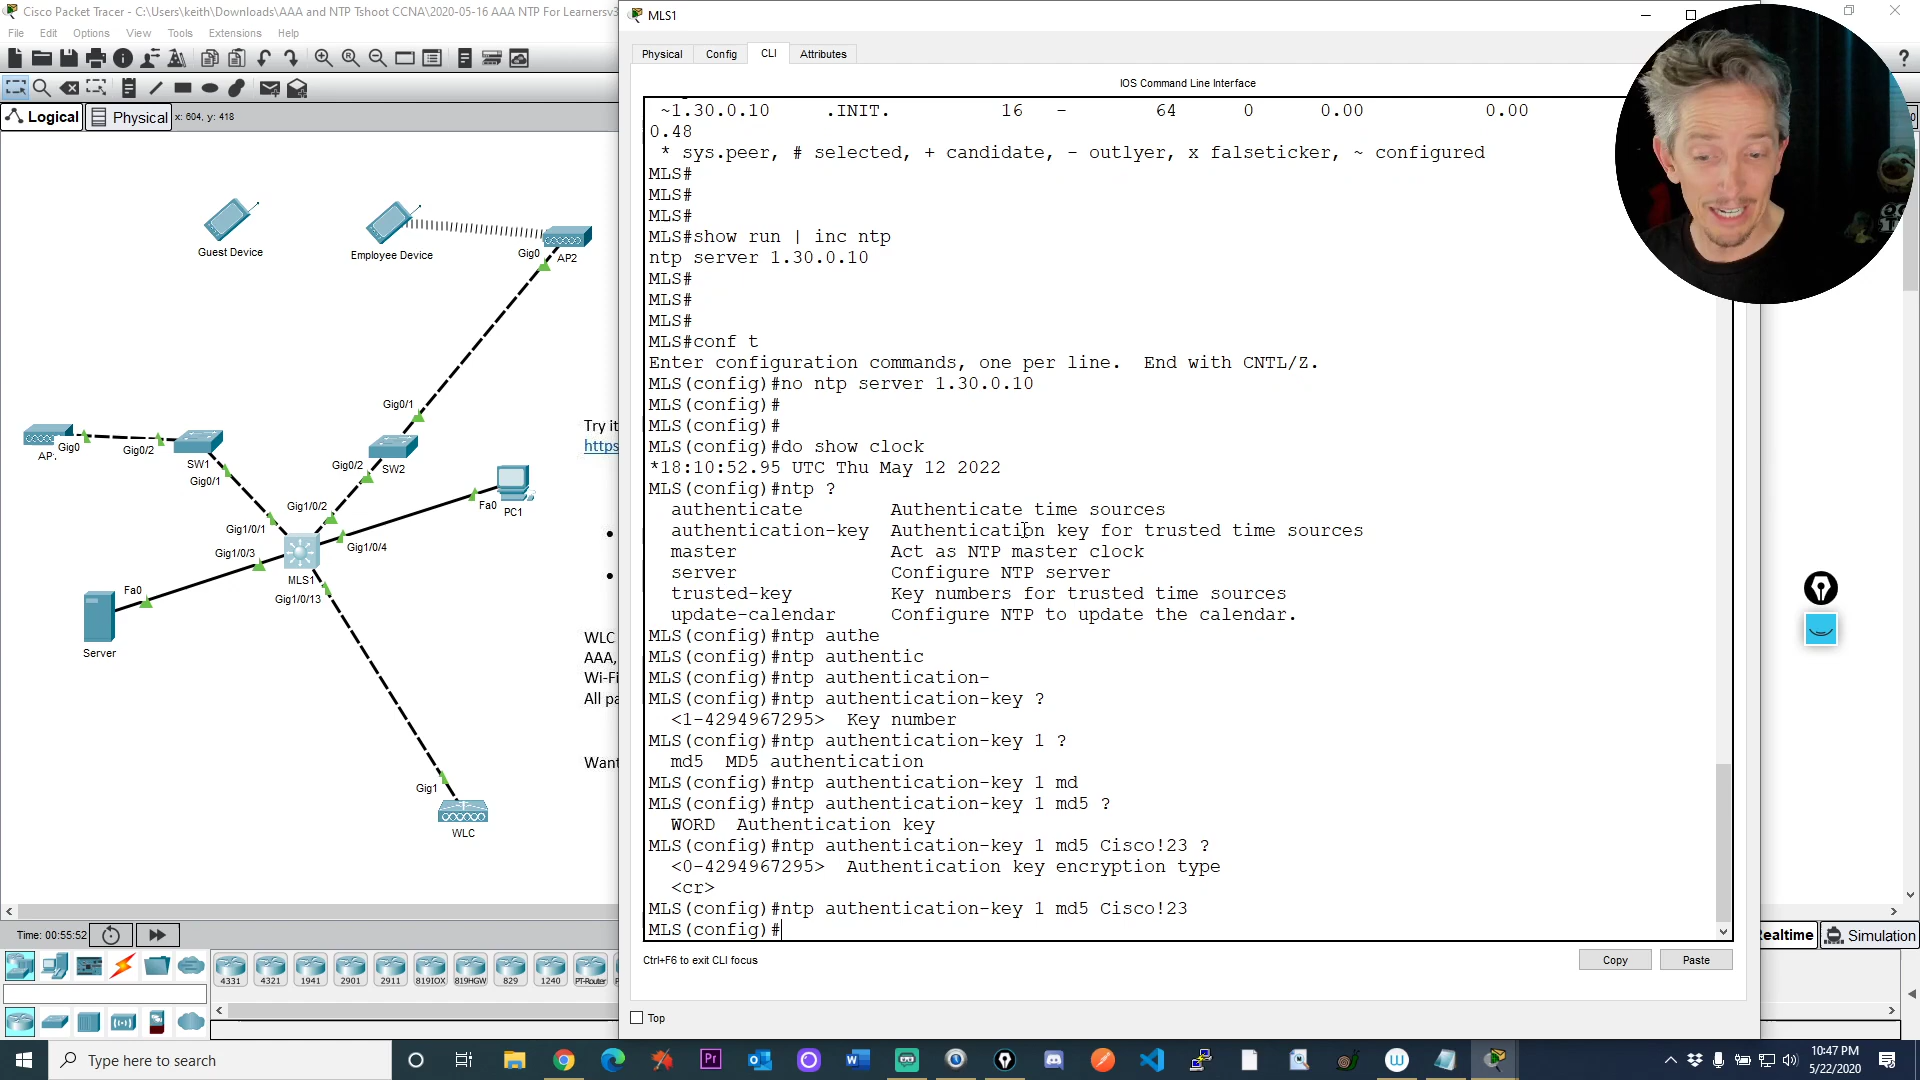 Cisco Packet Tracer - C:\Users\keith\Downloads\AAA and NTP Tshoot CCNA\2020-05-16 AAA NTP For Learnersv3
File Edit Options View Tools Extensions Help
Logical
Physical
x: 604, y: 418
Guest Device
Employee Device
Gig0
AP2
Gig0/1
Gig0
Gig0/2
SW1
Gig0/1
Gig0/2
SW2
Gig1/0/2
Fa0
PC1
Gig1/0/1
Gig1/0/3
Gig1/0/4
MLS1
Gig1/0/13
Fa0
Server
Gig1
WLC
Try it
https
WLC
AAA,
Wi-Fi
All pa
Want
Time: 00:55:52
4331
4321
1941
2901
2911
819IOX
819HGW
829
1240
PT-Router
MLS1
Physical
Config
CLI
Attributes
IOS Command Line Interface
~1.30.0.10 .INIT. 16 - 64 0 0.00 0.00
0.48
* sys.peer, # selected, + candidate, - outlyer, x falseticker, ~ configured
MLS#
MLS#
MLS#
MLS#show run | inc ntp
ntp server 1.30.0.10
MLS#
MLS#
MLS#
MLS#conf t
Enter configuration commands, one per line. End with CNTL/Z.
MLS(config)#no ntp server 1.30.0.10
MLS(config)#
MLS(config)#
MLS(config)#do show clock
*18:10:52.95 UTC Thu May 12 2022
MLS(config)#ntp ?
authenticate Authenticate time sources
authentication-key Authentication key for trusted time sources
master Act as NTP master clock
server Configure NTP server
trusted-key Key numbers for trusted time sources
update-calendar Configure NTP to update the calendar.
MLS(config)#ntp authe
MLS(config)#ntp authentic
MLS(config)#ntp authentication-
MLS(config)#ntp authentication-key ?
<1-4294967295> Key number
MLS(config)#ntp authentication-key 1 ?
md5 MD5 authentication
MLS(config)#ntp authentication-key 1 md
MLS(config)#ntp authentication-key 1 md5 ?
WORD Authentication key
MLS(config)#ntp authentication-key 1 md5 Cisco!23 ?
<0-4294967295> Authentication key encryption type
<cr>
MLS(config)#ntp authentication-key 1 md5 Cisco!23
MLS(config)#
Ctrl+F6 to exit CLI focus
Copy
Paste
Top
Realtime
Simulation
Type here to search
10:47 PM
5/22/2020